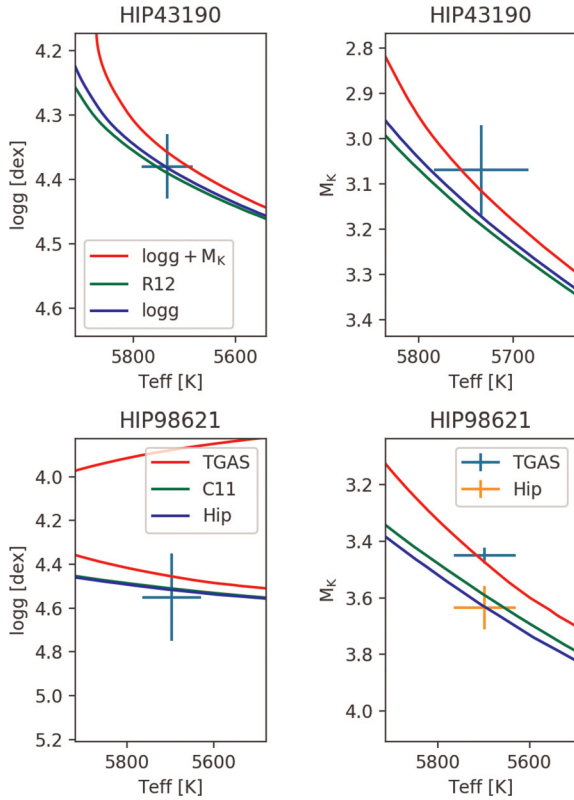 HIP43190
4.2
4.3
4.4
4.5
4.6
logg [dex]
logg + M_K
R12
logg
5800
5600
Teff [K]
HIP43190
2.8
2.9
3.0
3.1
3.2
3.3
3.4
M_K
5800
5700
Teff [K]
HIP98621
4.0
4.2
4.4
4.6
4.8
5.0
5.2
logg [dex]
TGAS
C11
Hip
5800
5600
Teff [K]
HIP98621
3.2
3.4
3.6
3.8
4.0
M_K
TGAS
Hip
5800
5600
Teff [K]